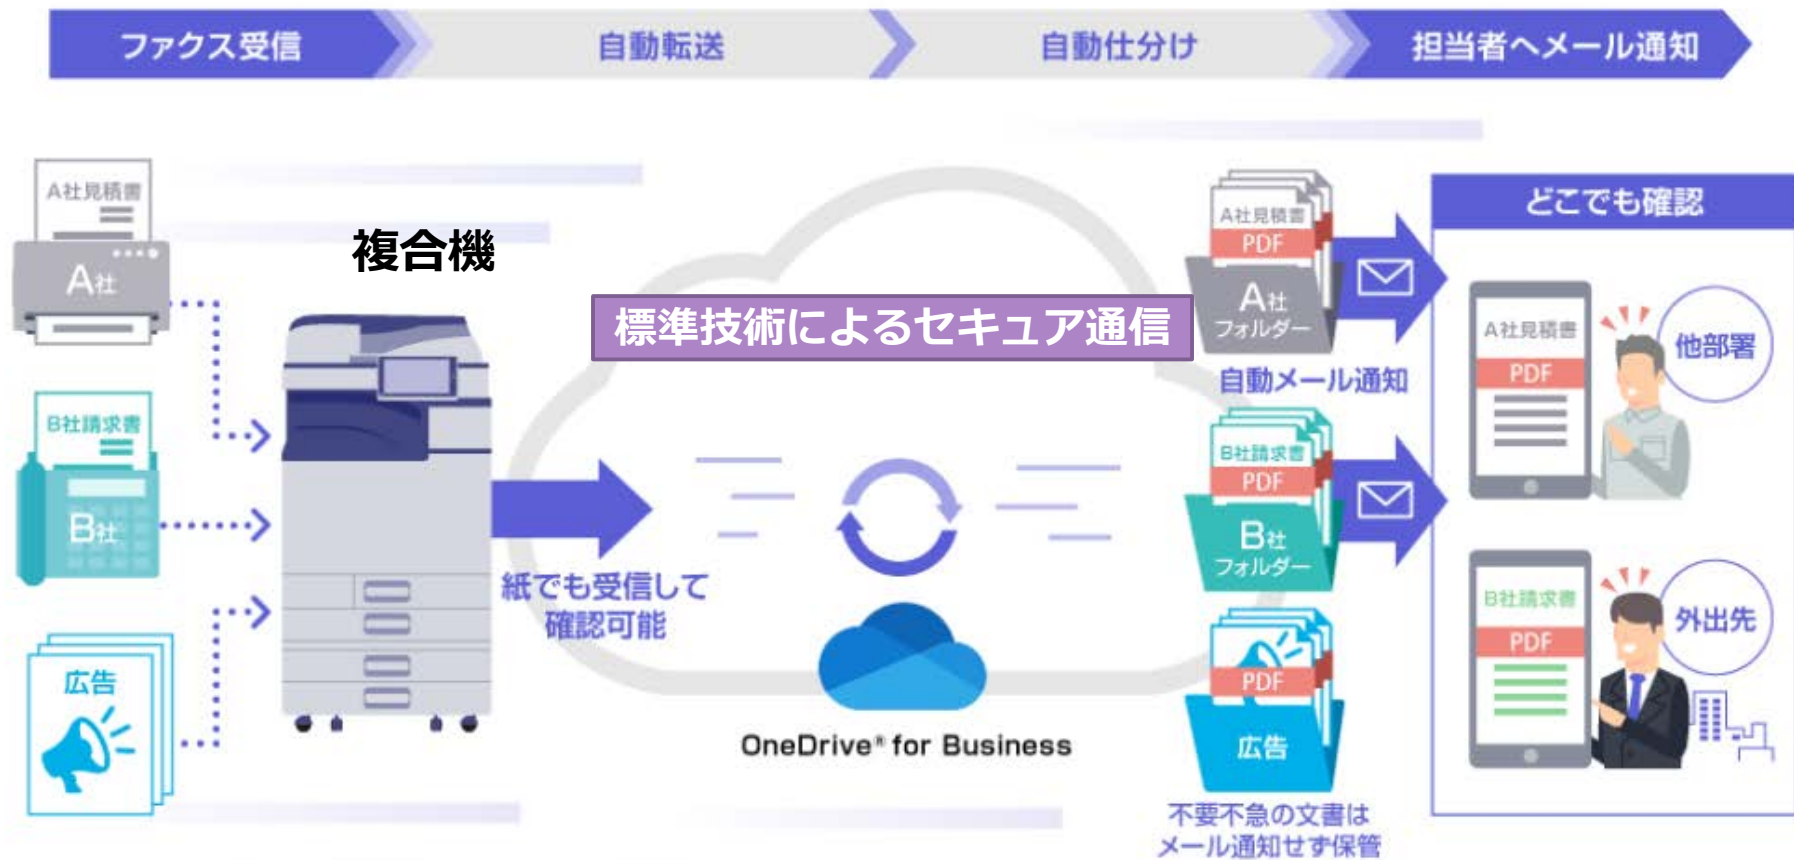 ファクス受信
自動転送
自動仕分け
担当者へメール通知
A社見積書
A社
B社請求書
B社
広告
複合機
標準技術によるセキュア通信
紙でも受信して
確認可能
OneDrive® for Business
A社見積書
PDF
A社
フォルダー
自動メール通知
B社請求書
PDF
B社
フォルダー
PDF
広告
不要不急の文書は
メール通知せず保管
どこでも確認
A社見積書
PDF
他部署
B社請求書
PDF
外出先